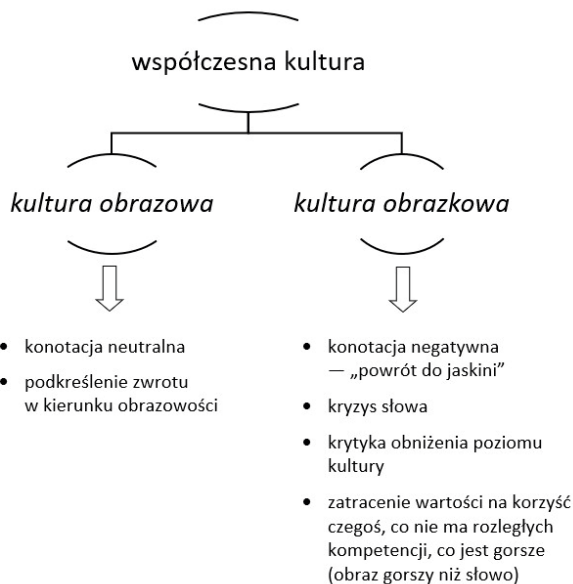 współczesna kultura
kultura obrazowa
kultura obrazkowa
• konotacja neutralna
• podkreślenie zwrotu
w kierunku obrazowości
• konotacja negatywna
— „powrót do jaskini”
• kryzys słowa
• krytyka obniżenia poziomu
kultury
• zatracenie wartości na korzyść
czegoś, co nie ma rozległych
kompetencji, co jest gorsze
(obraz gorszy niż słowo)